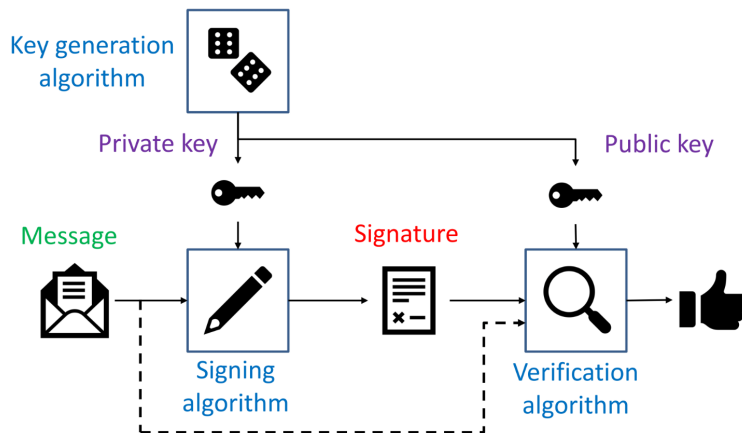 Key generation
algorithm
Private key
Public key
Message
Signature
Signing
algorithm
Verification
algorithm